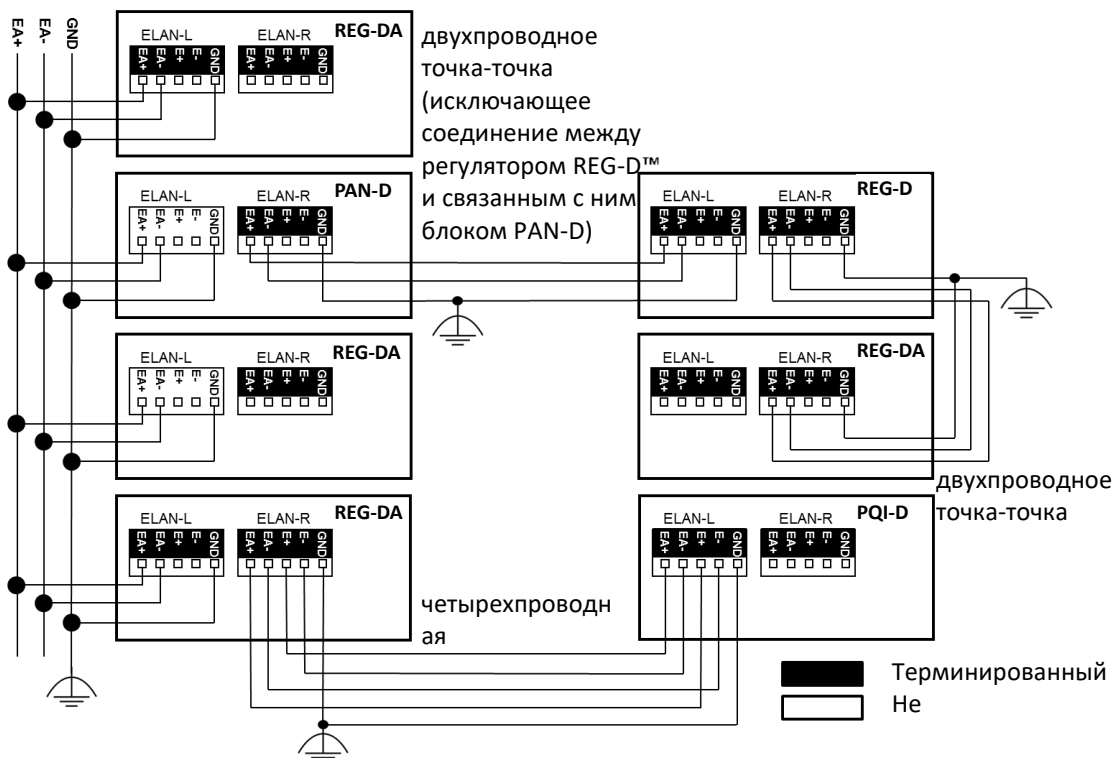 EA+ EA- GND
ELAN-L ELAN-R REG-DA
EA+ EA- E+ E- GND EA+ EA- E+ E- GND
двухпроводное
точка-точка
(исключающее
соединение между
регулятором REG-D™
и связанным с ним
блоком PAN-D)
ELAN-L ELAN-R PAN-D
EA+ EA- E+ E- GND EA+ EA- E+ E- GND
ELAN-L ELAN-R REG-D
EA+ EA- E+ E- GND EA+ EA- E+ E- GND
ELAN-L ELAN-R REG-DA
EA+ EA- E+ E- GND EA+ EA- E+ E- GND
ELAN-L ELAN-R REG-DA
EA+ EA- E+ E- GND EA+ EA- E+ E- GND
двухпроводное
точка-точка
ELAN-L ELAN-R REG-DA
EA+ EA- E+ E- GND EA+ EA- E+ E- GND
четырехпроводн
ая
ELAN-L ELAN-R PQI-D
EA+ EA- E+ E- GND EA+ EA- E+ E- GND
Терминированный
Не